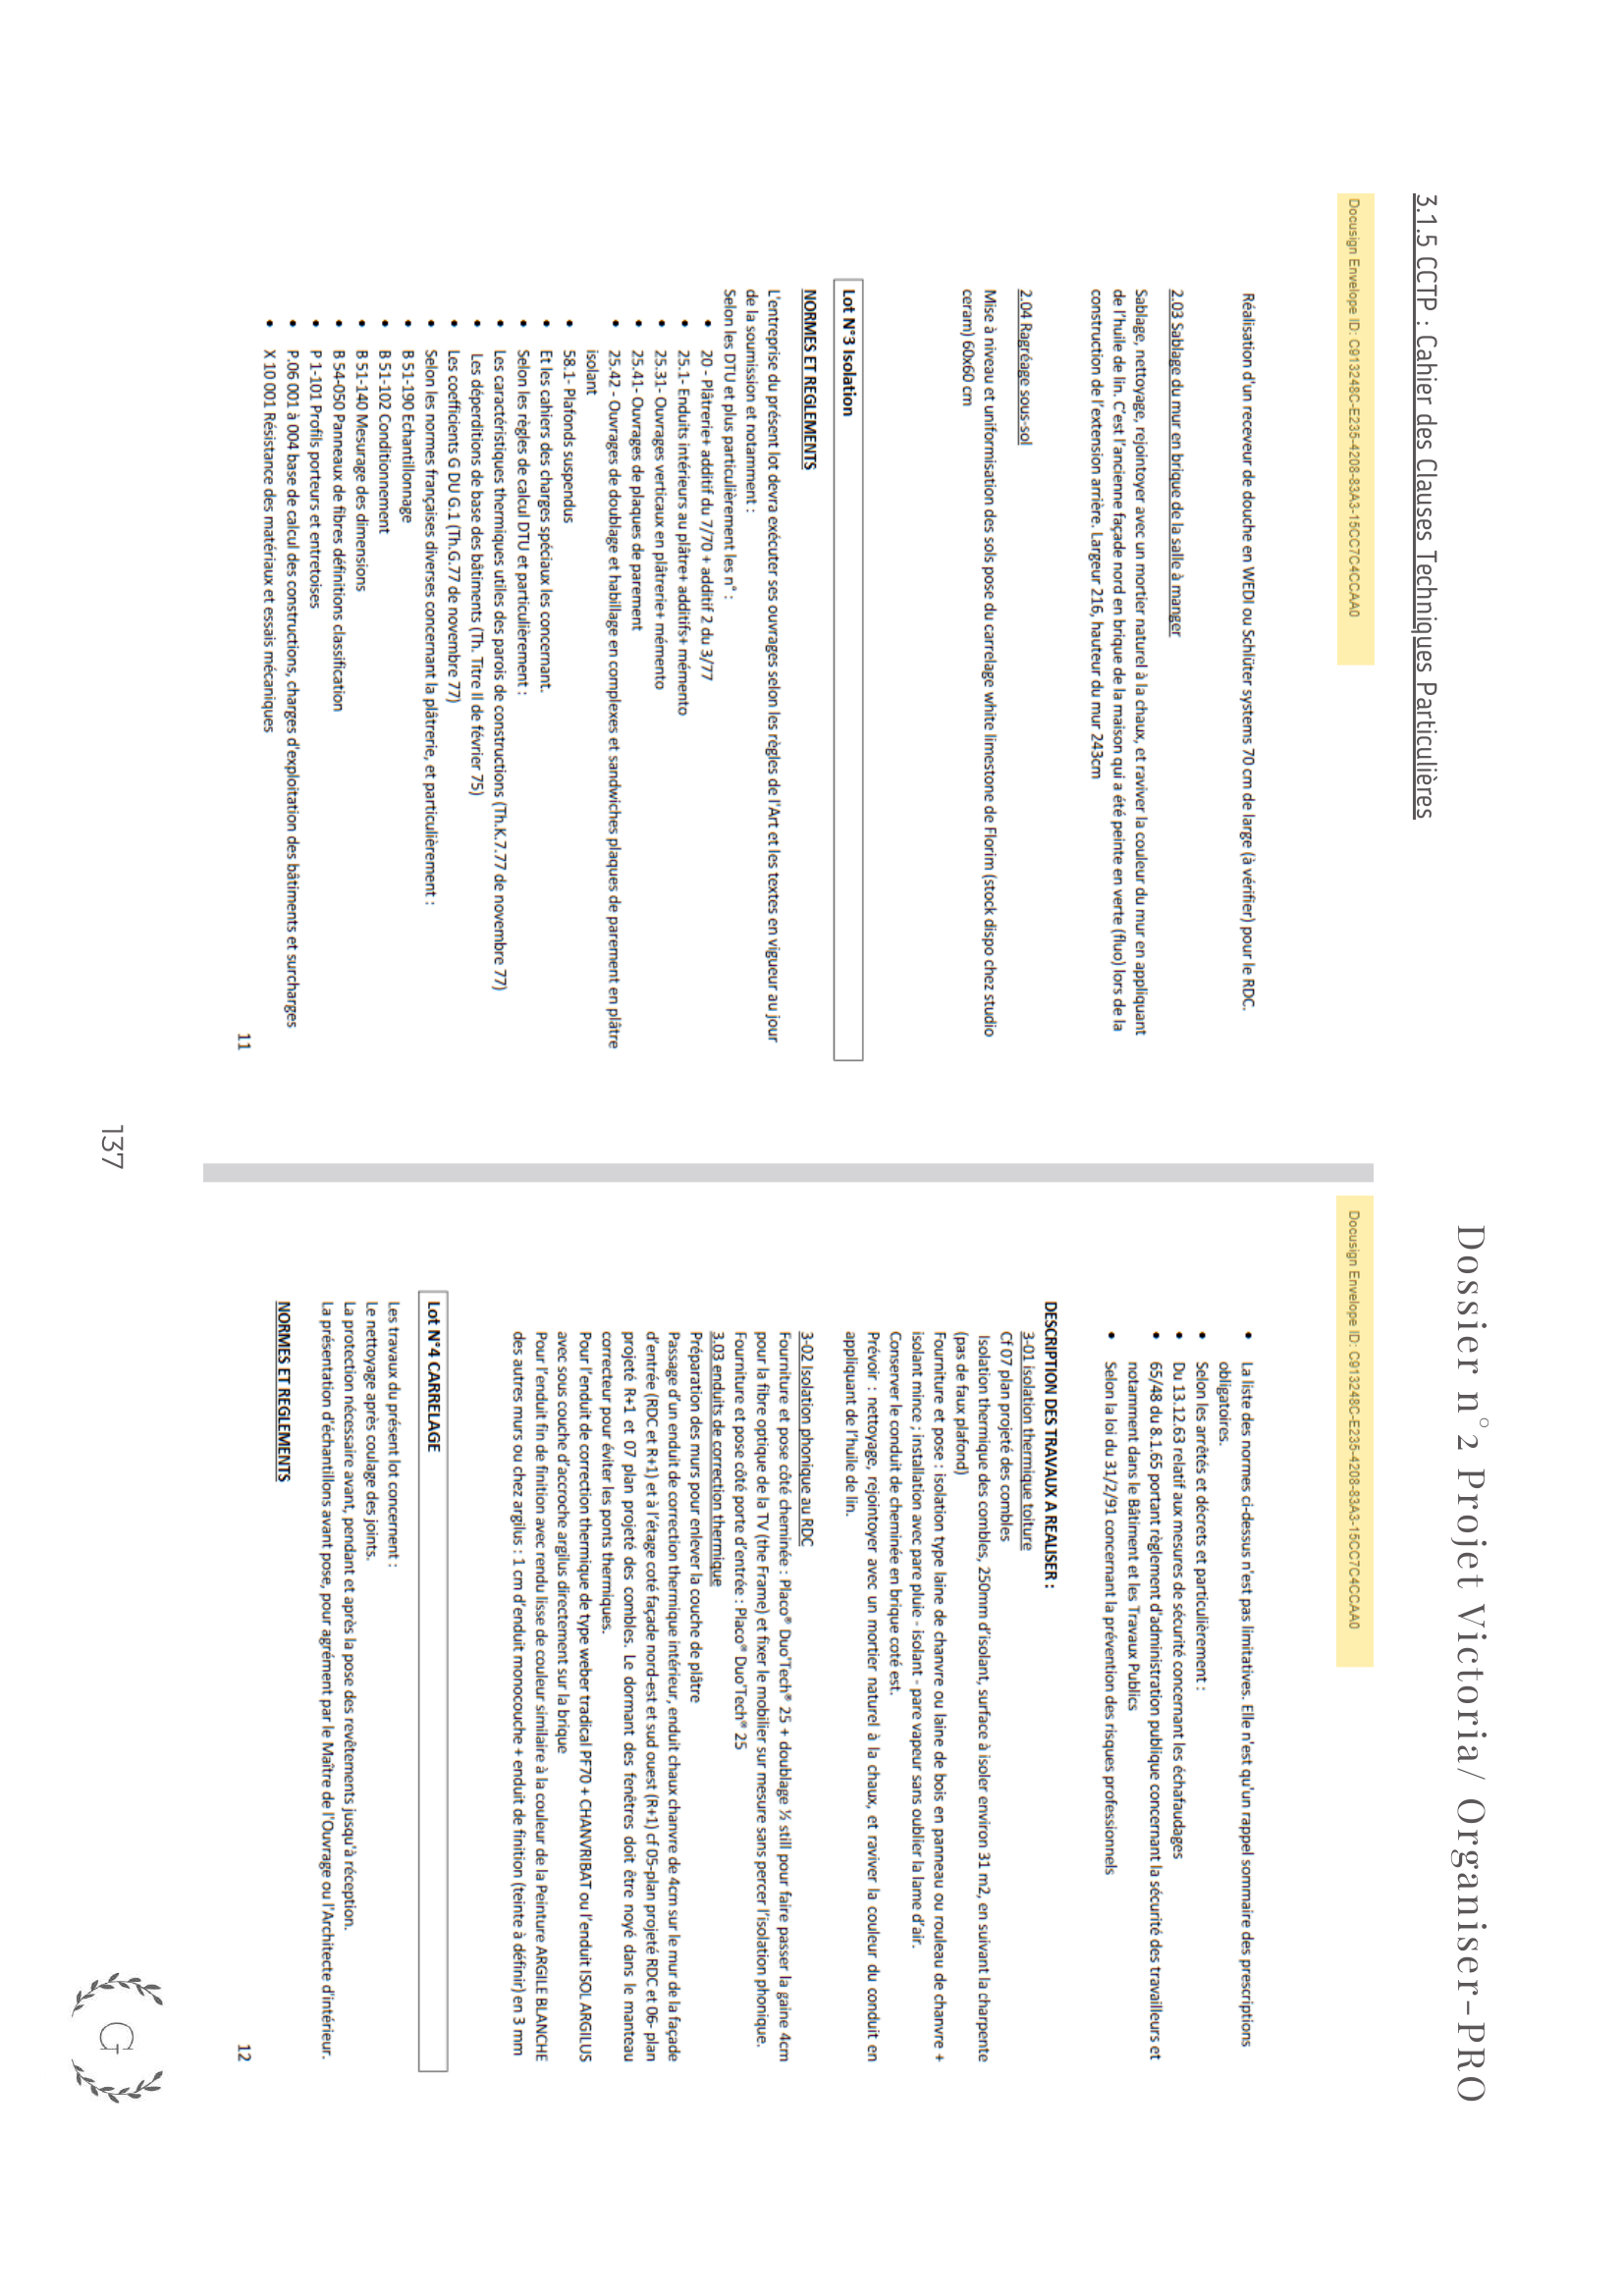 Dossier n°2 Projet Victoria/ Organiser-PRO
3.1.5 CCTP : Cahier des Clauses Techniques Particulières
Docusign Envelope ID: C913248C-E235-4208-83A3-15CC7C4CCAA0
Réalisation d'un receveur de douche en WEDI ou Schlüter systems 70 cm de large (à vérifier) pour le RDC.
2.03 Sablage du mur en brique de la salle à manger
Sablage, nettoyage, rejointoyer avec un mortier naturel à la chaux, et raviver la couleur du mur en appliquant
de l'huile de lin. C'est l'ancienne façade nord en brique de la maison qui a été peinte en verte (fluo) lors de la
construction de l'extension arrière. Largeur 216, hauteur du mur 243cm
2.04 Ragréage sous-sol
Mise à niveau et uniformisation des sols pose du carrelage white limestone de Florim (stock dispo chez studio
ceram) 60x60 cm
Lot N°3 Isolation
NORMES ET REGLEMENTS
L'entreprise du présent lot devra exécuter ses ouvrages selon les règles de l'Art et les textes en vigueur au jour
de la soumission et notamment :
Selon les DTU et plus particulièrement les n° :
• 20 - Plâtrerie+ additif du 7/70 + additif 2 du 3/77
• 25.1- Enduits intérieurs au plâtre+ additifs+ mémento
• 25.31- Ouvrages verticaux en plâtrerie+ mémento
• 25.41- Ouvrages de plaques de parement
• 25.42 - Ouvrages de doublage et habillage en complexes et sandwiches plaques de parement en plâtre
isolant
• 58.1- Plafonds suspendus
• Et les cahiers des charges spéciaux les concernant.
• Selon les règles de calcul DTU et particulièrement :
• Les caractéristiques thermiques utiles des parois de constructions (Th.K.7.77 de novembre 77)
• Les déperditions de base des bâtiments (Th. Titre II de février 75)
• Les coefficients G DU G.1 (Th.G.77 de novembre 77)
• Selon les normes françaises diverses concernant la plâtrerie, et particulièrement :
• B 51-190 Echantillonnage
• B 51-102 Conditionnement
• B 51-140 Mesurage des dimensions
• B 54-050 Panneaux de fibres définitions classification
• P 1-101 Profils porteurs et entretoises
• P.06 001 à 004 base de calcul des constructions, charges d'exploitation des bâtiments et surcharges
• X 10 001 Résistance des matériaux et essais mécaniques
11
Docusign Envelope ID: C913248C-E235-4208-83A3-15CC7C4CCAA0
• La liste des normes ci-dessus n'est pas limitatives. Elle n'est qu'un rappel sommaire des prescriptions
obligatoires.
• Selon les arrêtés et décrets et particulièrement :
• Du 13.12.63 relatif aux mesures de sécurité concernant les échafaudages
• 65/48 du 8.1.65 portant règlement d'administration publique concernant la sécurité des travailleurs et
notamment dans le Bâtiment et les Travaux Publics
• Selon la loi du 31/2/91 concernant la prévention des risques professionnels
DESCRIPTION DES TRAVAUX A REALISER :
3-01 isolation thermique toiture
Cf 07 plan projeté des combles
Isolation thermique des combles, 250mm d'isolant, surface à isoler environ 31 m2, en suivant la charpente
(pas de faux plafond)
Fourniture et pose : isolation type laine de chanvre ou laine de bois en panneau ou rouleau de chanvre +
isolant mince ; installation avec pare pluie - isolant - pare vapeur sans oublier la lame d'air.
Conserver le conduit de cheminée en brique coté est.
Prévoir : nettoyage, rejointoyer avec un mortier naturel à la chaux, et raviver la couleur du conduit en
appliquant de l'huile de lin.
3-02 Isolation phonique au RDC
Fourniture et pose côté cheminée : Placo® Duo'Tech® 25 + doublage ½ still pour faire passer la gaine 4cm
pour la fibre optique de la TV (the Frame) et fixer le mobilier sur mesure sans percer l'isolation phonique.
Fourniture et pose côté porte d'entrée : Placo® Duo'Tech® 25
3.03 enduits de correction thermique
Préparation des murs pour enlever la couche de plâtre
Passage d'un enduit de correction thermique intérieur, enduit chaux chanvre de 4cm sur le mur de la façade
d'entrée (RDC et R+1) et à l'étage coté façade nord-est et sud ouest (R+1) cf 05-plan projeté RDC et 06- plan
projeté R+1 et 07 plan projeté des combles. Le dormant des fenêtres doit être noyé dans le manteau
correcteur pour éviter les ponts thermiques.
Pour l'enduit de correction thermique de type weber tradical PF70 + CHANVRIBAT ou l'enduit ISOL ARGILUS
avec sous couche d'accroche argilus directement sur la brique
Pour l'enduit fin de finition avec rendu lisse de couleur similaire à la couleur de la Peinture ARGILE BLANCHE
des autres murs ou chez argilus : 1 cm d'enduit monocouche + enduit de finition (teinte à définir) en 3 mm
Lot N°4 CARRELAGE
Les travaux du présent lot concernent :
Le nettoyage après coulage des joints.
La protection nécessaire avant, pendant et après la pose des revêtements jusqu'à réception.
La présentation d'échantillons avant pose, pour agrément par le Maître de l'Ouvrage ou l'Architecte d'intérieur.
NORMES ET REGLEMENTS
12
137
G